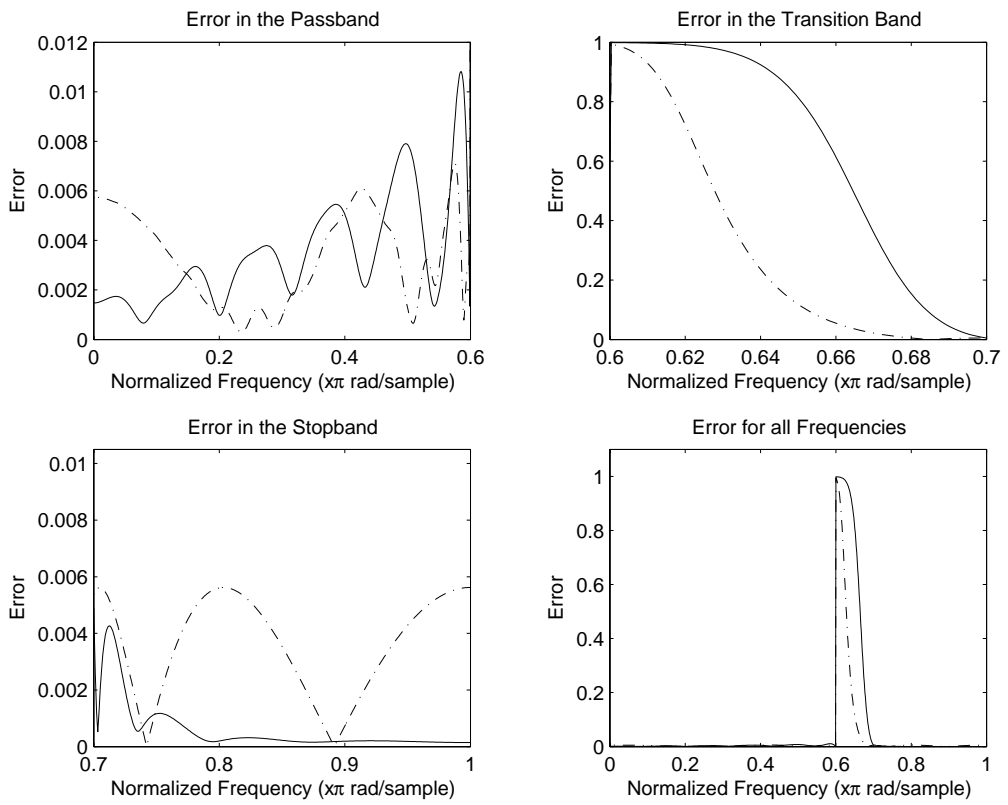 Error in the Passband
0.012
0.01
0.008
0.006
0.004
0.002
0
Error
0 0.2 0.4 0.6
Normalized Frequency (xπ rad/sample)
Error in the Transition Band
1
0.8
0.6
0.4
0.2
0
Error
0.6 0.62 0.64 0.66 0.68 0.7
Normalized Frequency (xπ rad/sample)
Error in the Stopband
0.01
0.008
0.006
0.004
0.002
0
Error
0.7 0.8 0.9 1
Normalized Frequency (xπ rad/sample)
Error for all Frequencies
1
0.8
0.6
0.4
0.2
0
Error
0 0.2 0.4 0.6 0.8 1
Normalized Frequency (xπ rad/sample)